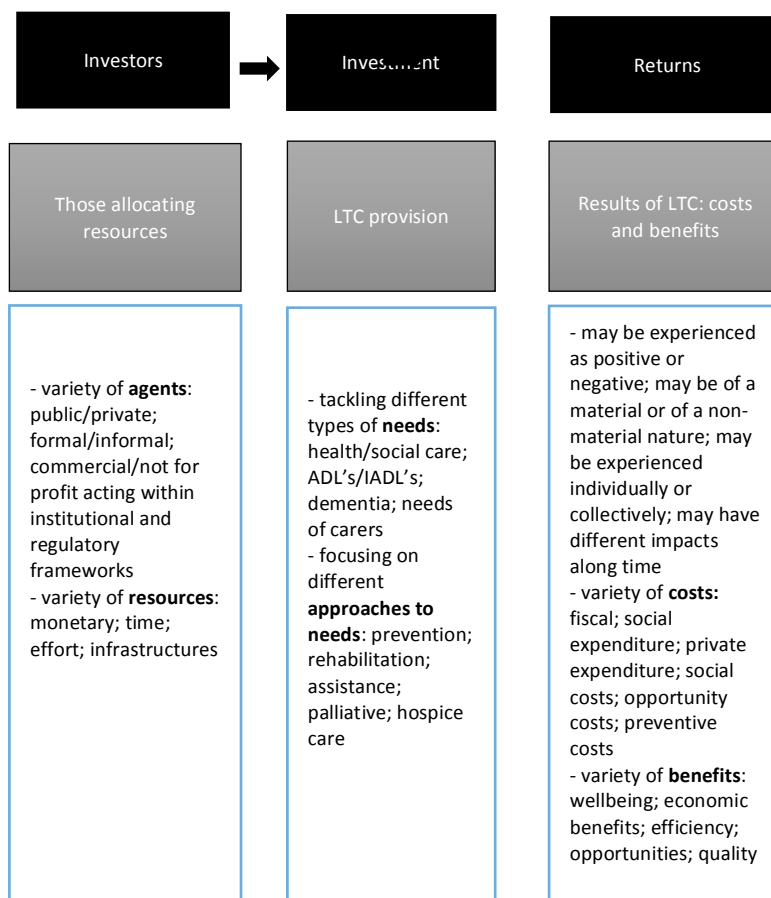 Investors
Investment
Returns
Those allocating
resources
LTC provision
Results of LTC: costs
and benefits
- variety of agents:
public/private;
formal/informal;
commercial/not for
profit acting within
institutional and
regulatory
frameworks
- variety of resources:
monetary; time;
effort; infrastructures
- tackling different
types of needs:
health/social care;
ADL's/IADL's;
dementia; needs
of carers
- focusing on
different
approaches to
needs: prevention;
rehabilitation;
assistance;
palliative; hospice
care
- may be experienced
as positive or
negative; may be of a
material or of a non-
material nature; may
be experienced
individually or
collectively; may have
different impacts
along time
- variety of costs:
fiscal; social
expenditure; private
expenditure; social
costs; opportunity
costs; preventive
costs
- variety of benefits:
wellbeing; economic
benefits; efficiency;
opportunities; quality